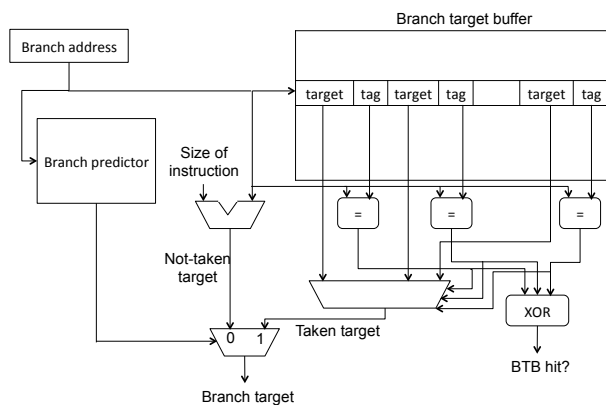 Branch target buffer
Branch address
target tag target tag target tag
Branch predictor
Size of
instruction
= = =
Not-taken
target
XOR
0 1
Taken target
BTB hit?
Branch target